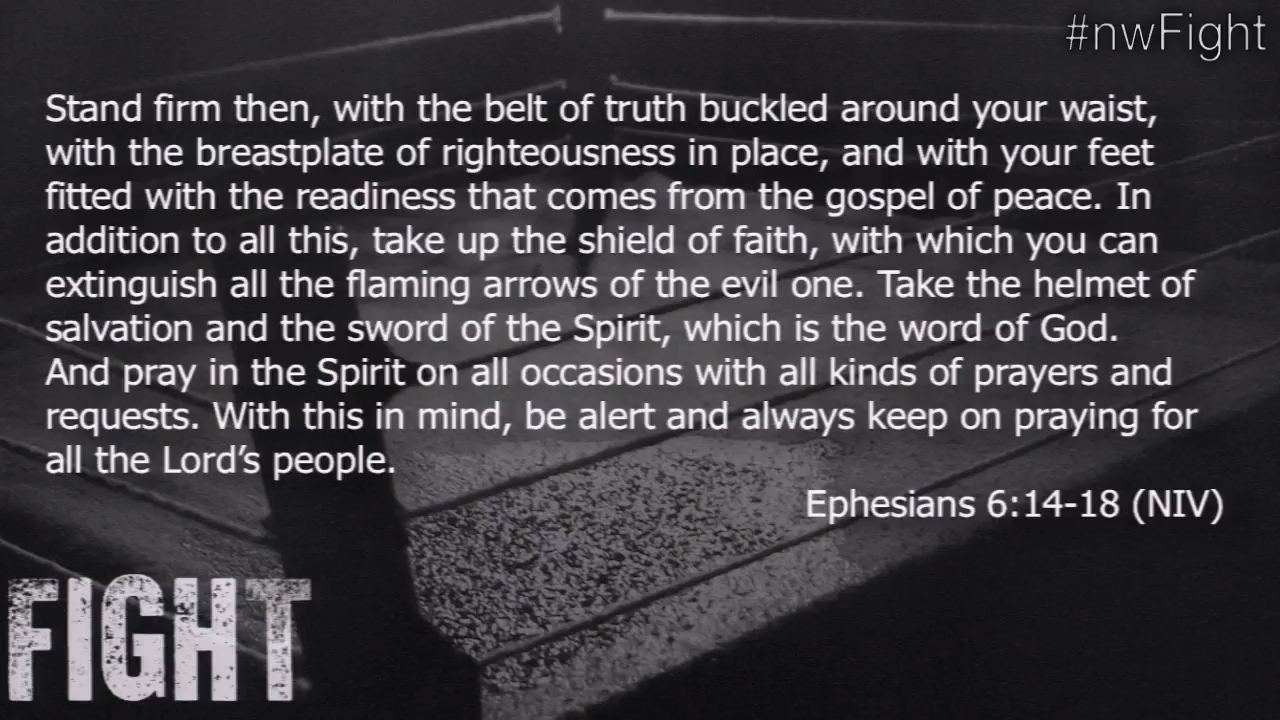 #nwFight
Stand firm then, with the belt of truth buckled around your waist,
with the breastplate of righteousness in place, and with your feet
fitted with the readiness that comes from the gospel of peace. In
addition to all this, take up the shield of faith, with which you can
extinguish all the flaming arrows of the evil one. Take the helmet of
salvation and the sword of the Spirit, which is the word of God.
And pray in the Spirit on all occasions with all kinds of prayers and
requests. With this in mind, be alert and always keep on praying for
all the Lord’s people.
Ephesians 6:14-18 (NIV)
FIGHT